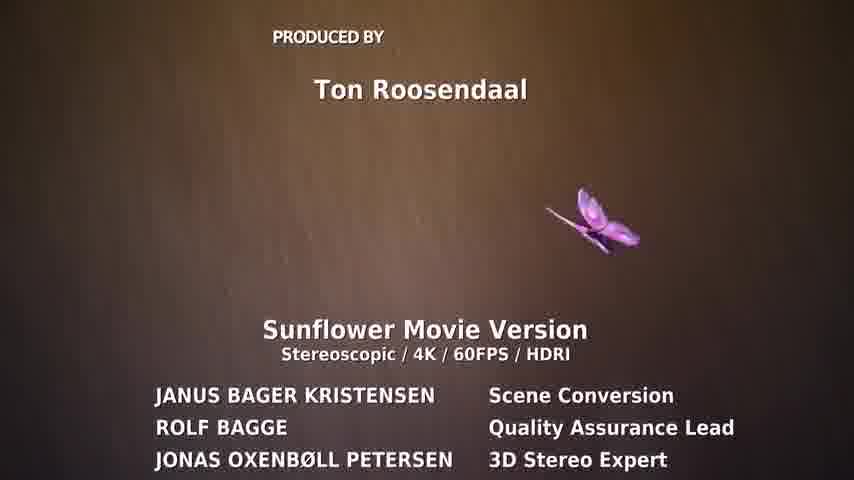 PRODUCED BY
Ton Roosendaal
Sunflower Movie Version
Stereoscopic / 4K / 60FPS / HDRI
JANUS BAGER KRISTENSEN Scene Conversion
ROLF BAGGE Quality Assurance Lead
JONAS OXENBØLL PETERSEN 3D Stereo Expert